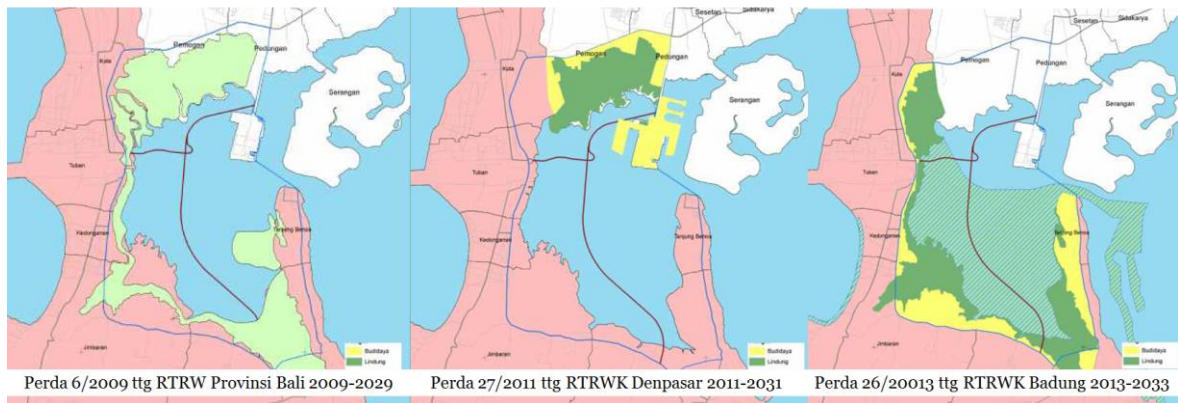 Kuta
Pemogan
Pedungan
Sesetan
Sidakarya
Serangan
Tuban
Kedonganan
Tanjung Benoa
Jimbaran
Budidaya
Lindung
Perda 6/2009 ttg RTRW Provinsi Bali 2009-2029
Kuta
Pemogan
Pedungan
Sesetan
Sidakarya
Serangan
Tuban
Kedonganan
Tanjung Benoa
Jimbaran
Budidaya
Lindung
Perda 27/2011 ttg RTRWK Denpasar 2011-2031
Kuta
Pemogan
Pedungan
Sesetan
Sidakarya
Serangan
Tuban
Kedonganan
Jimbaran
Budidaya
Lindung
Perda 26/20013 ttg RTRWK Badung 2013-2033